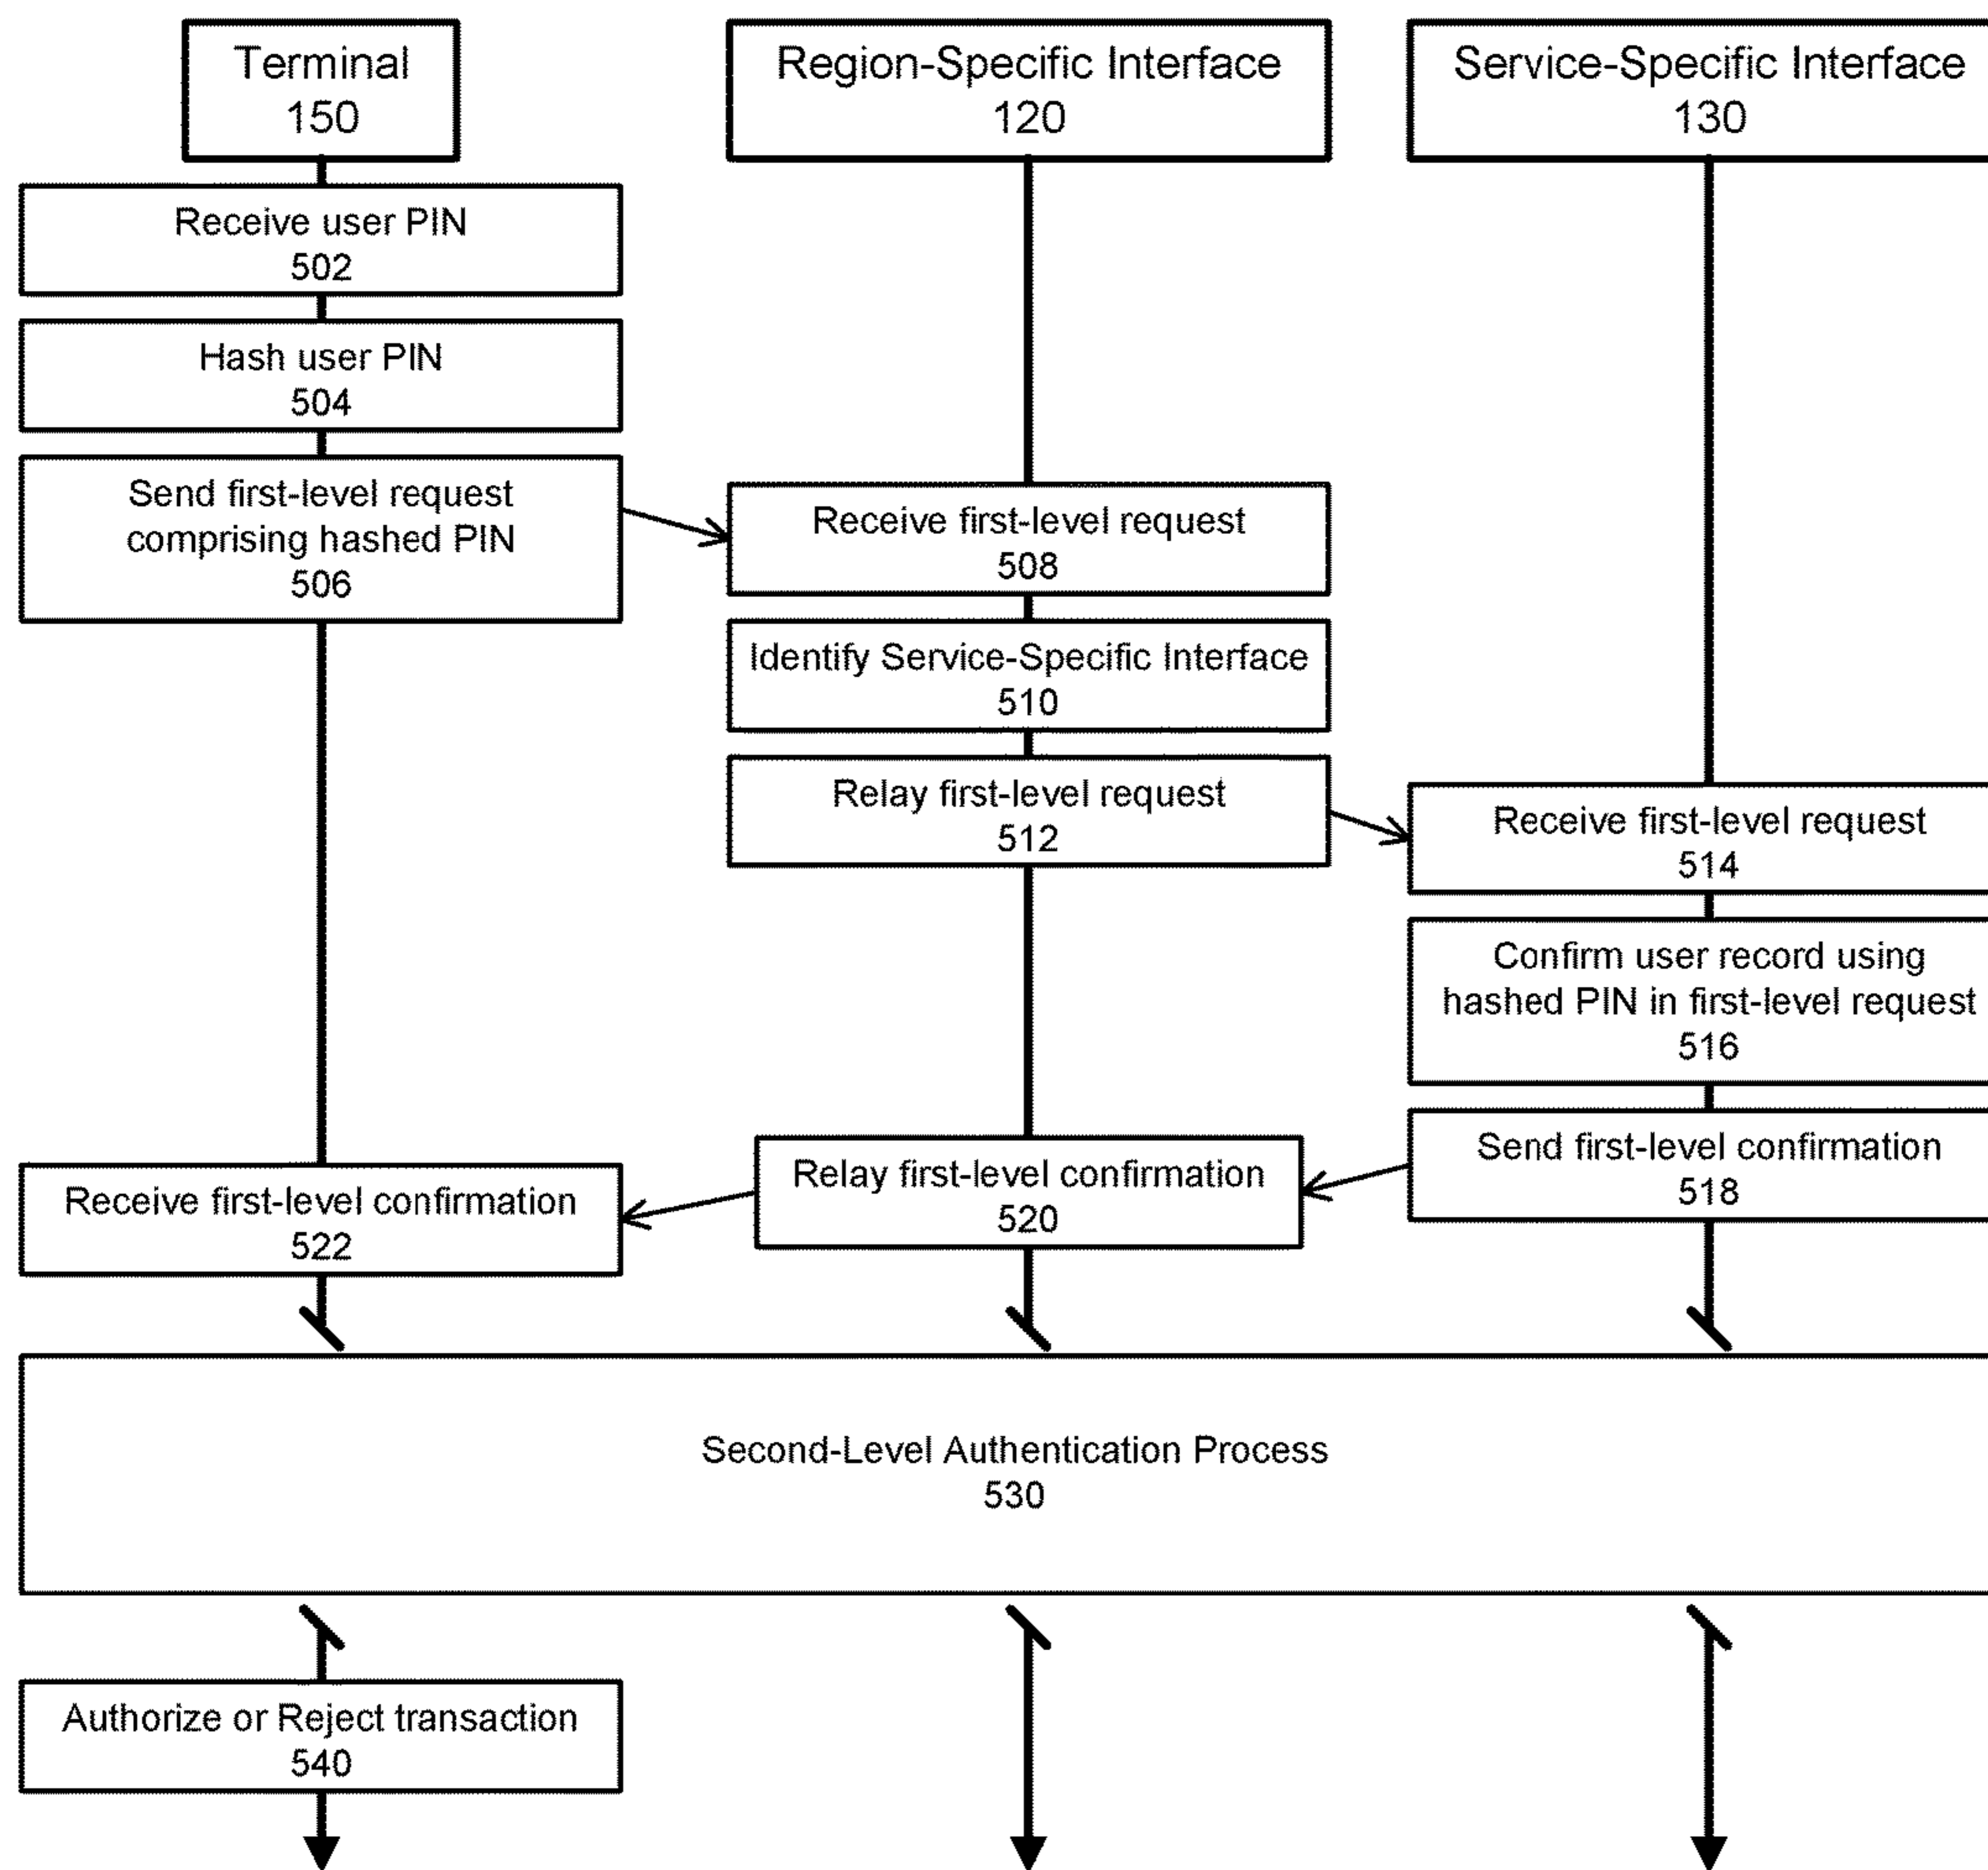 Terminal
150
Region-Specific Interface
120
Service-Specific Interface
130
Receive user PIN
502
Hash user PIN
504
Send first-level request
comprising hashed PIN
506
Receive first-level request
508
Identify Service-Specific Interface
510
Relay first-level request
512
Receive first-level request
514
Confirm user record using
hashed PIN in first-level request
516
Send first-level confirmation
518
Relay first-level confirmation
520
Receive first-level confirmation
522
Second-Level Authentication Process
530
Authorize or Reject transaction
540